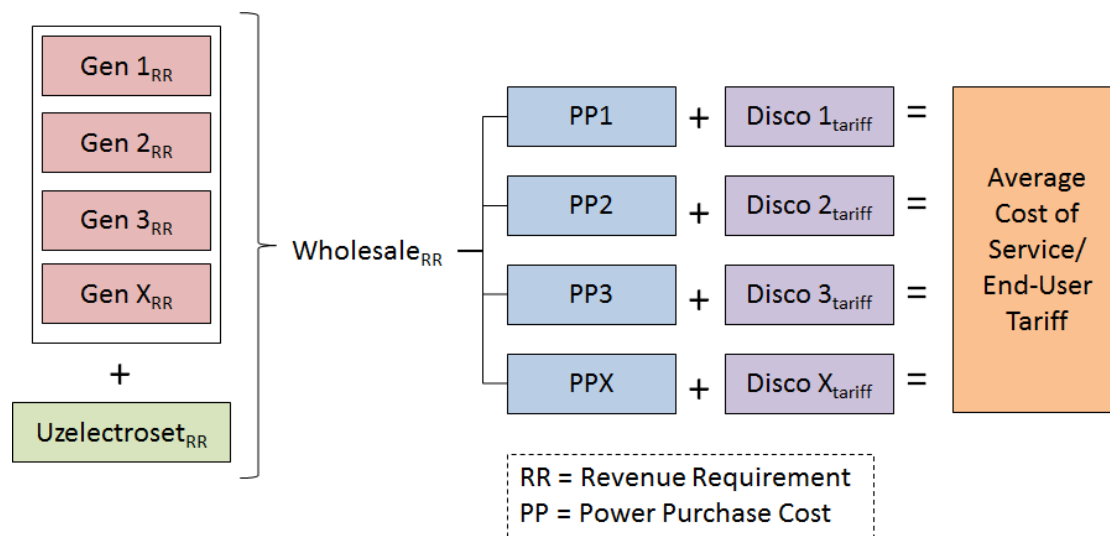 Gen 1RR
Gen 2RR
Gen 3RR
Gen XRR
+
UzelectrosetRR
WholesaleRR
PP1 + Disco 1tariff =
PP2 + Disco 2tariff =
PP3 + Disco 3tariff =
PPX + Disco Xtariff =
Average
Cost of
Service/
End-User
Tariff
RR = Revenue Requirement
PP = Power Purchase Cost